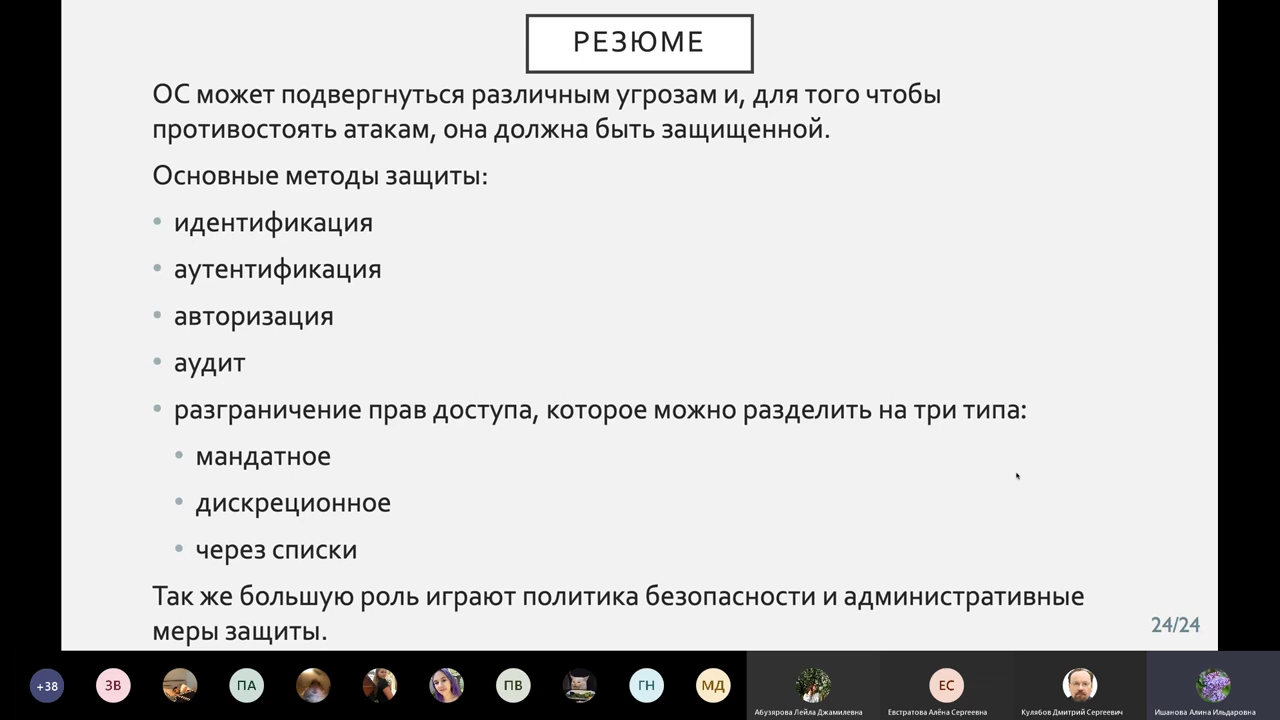 РЕЗЮМЕ
ОС может подвергнуться различным угрозам и, для того чтобы
противостоять атакам, она должна быть защищенной.
Основные методы защиты:
• идентификация
• аутентификация
• авторизация
• аудит
• разграничение прав доступа, которое можно разделить на три типа:
• мандатное
• дискреционное
• через списки
Так же большую роль играют политика безопасности и административные
меры защиты.
24/24
+38
ЗВ
ПА
ПВ
ГН
МД
ЕС
Абузярова Лейла Джамилевна
Евстратова Алёна Сергеевна
Кулябов Дмитрий Сергеевич
Ишанова Алина Ильдаровна